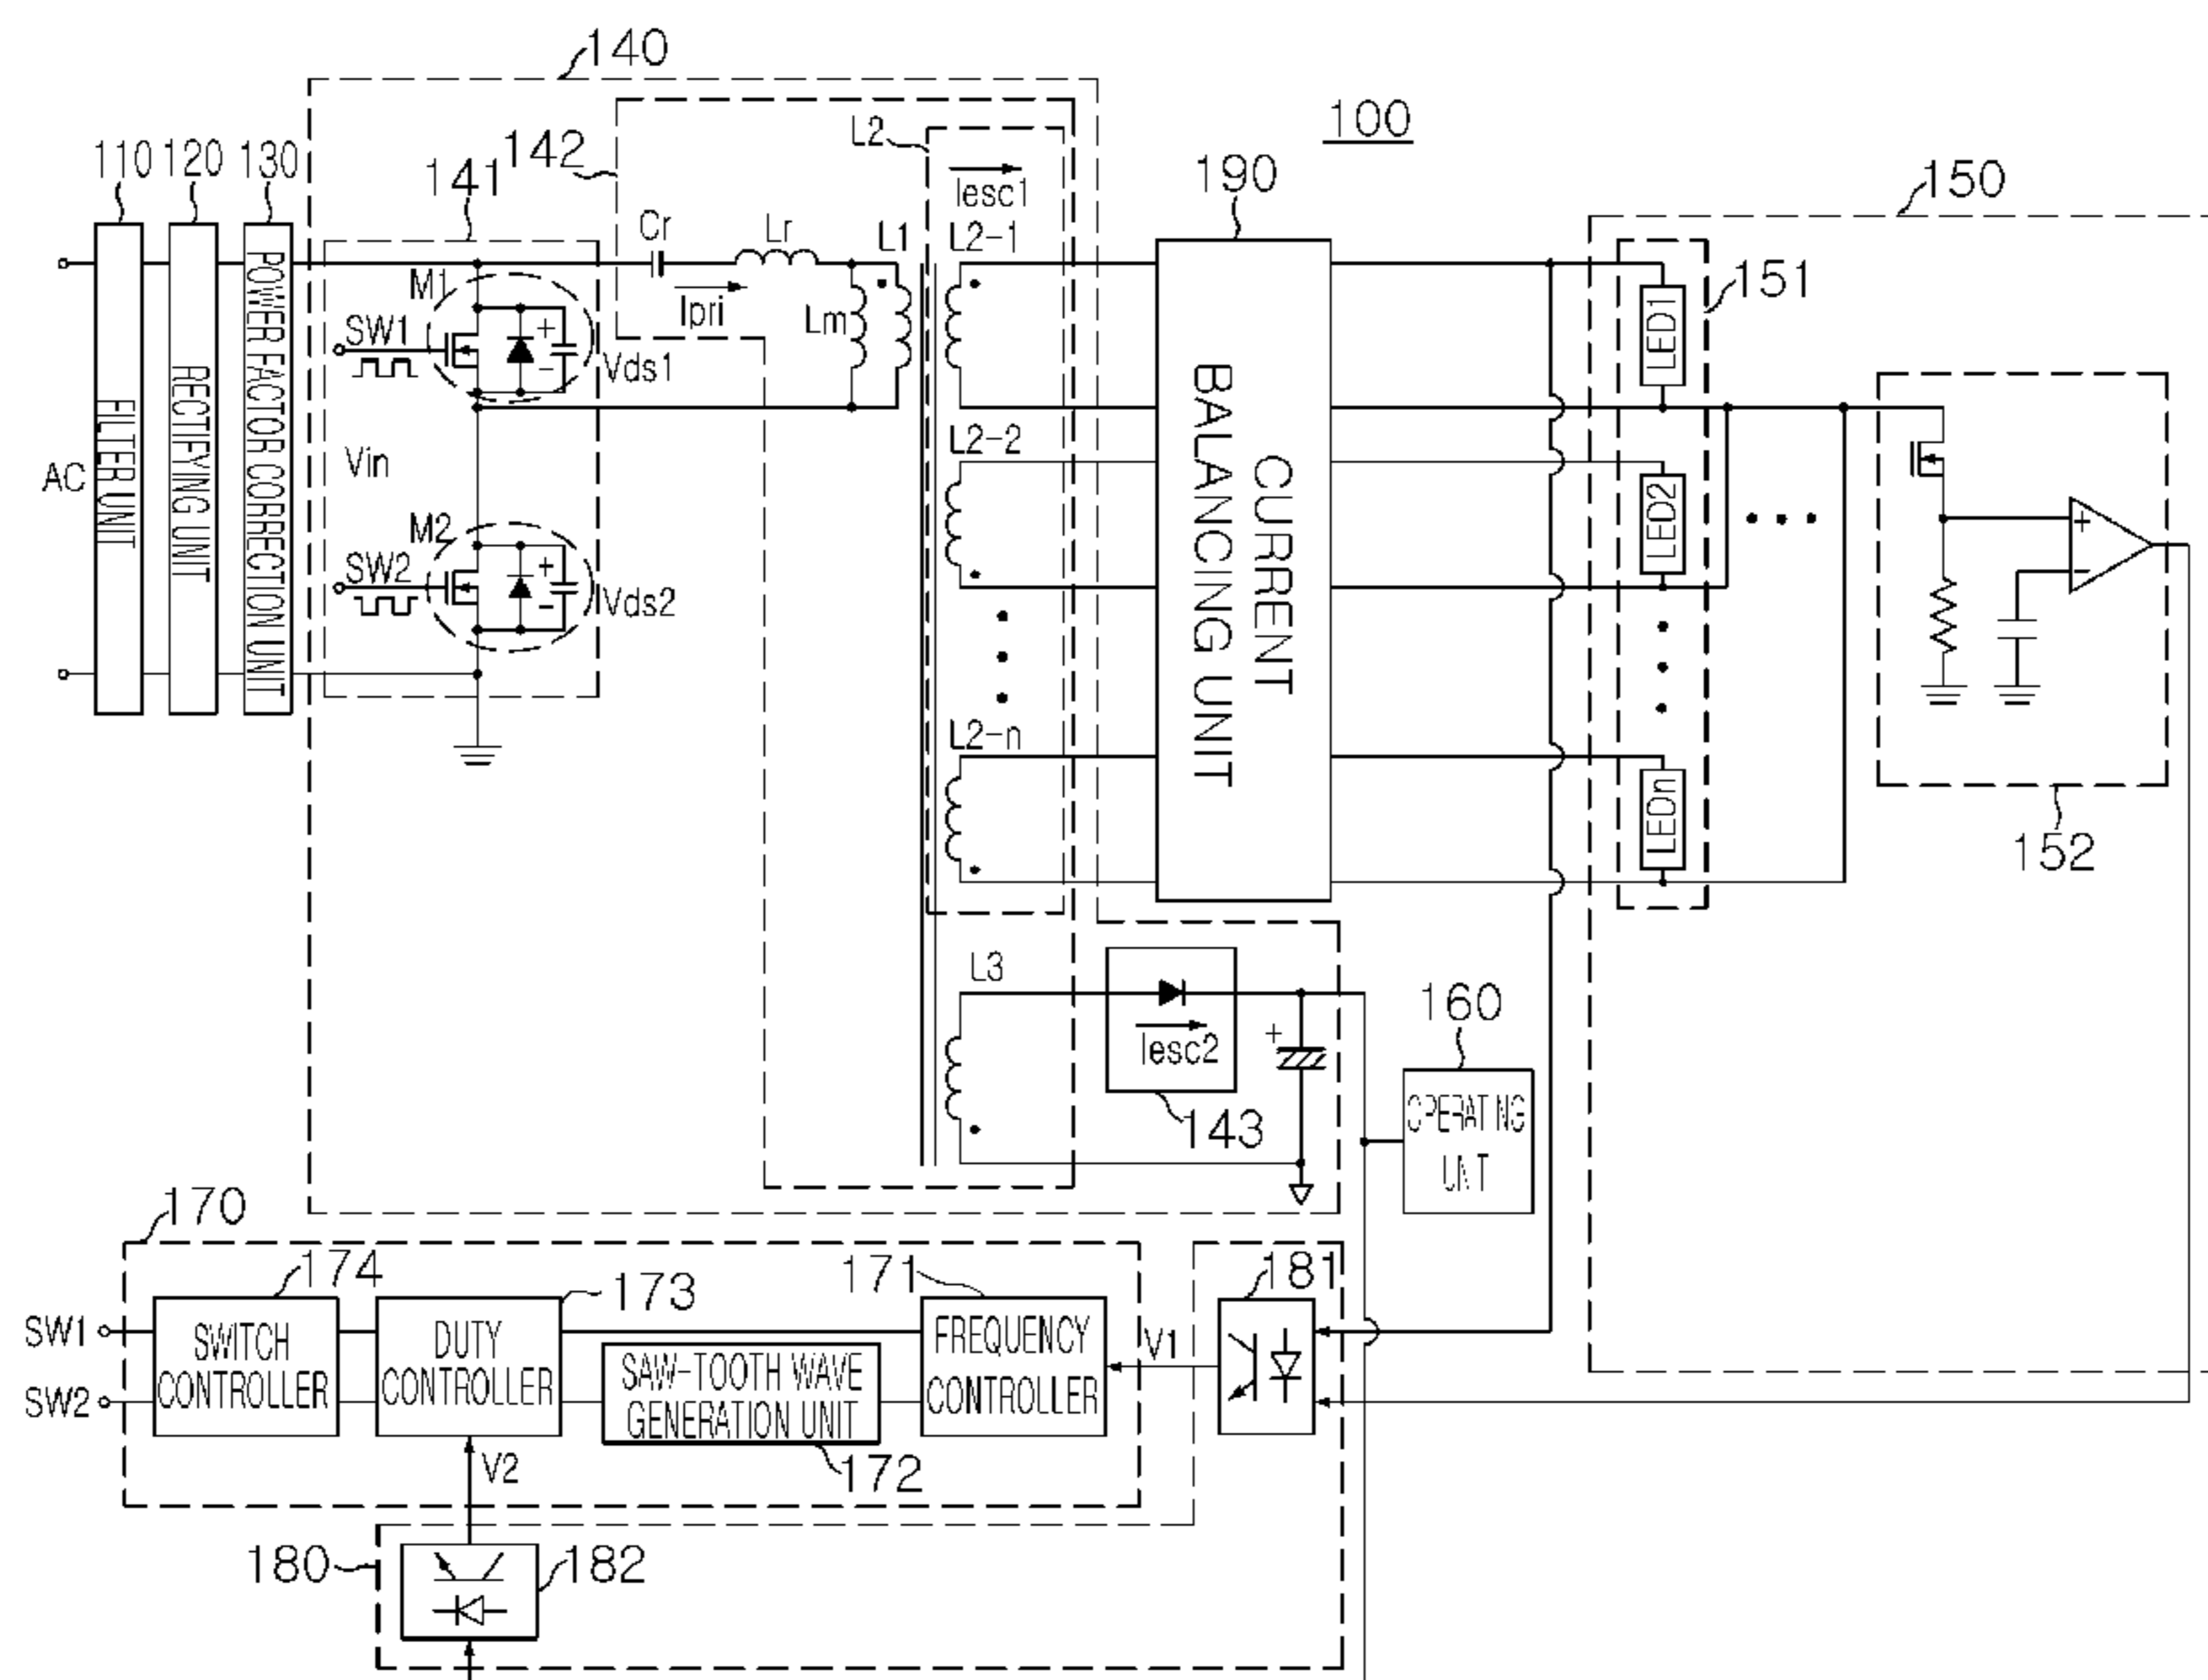 140
100
110
120
130
141
142
L2
Iesc1
190
150
Cr
Lr
L1
L2-1
Ipri
Lm
M1
SW1
Vds1
LED1
151
AC
FILTER UNIT
RECTIFYING UNIT
POWER FACTOR CORRECTION UNIT
Vin
L2-2
CURRENT
BALANCING UNIT
LED2
M2
SW2
Vds2
L2-n
LEDn
152
L3
Iesc2
143
160
OPERATING
UNIT
170
174
173
171
181
SW1
SW2
SWITCH
CONTROLLER
DUTY
CONTROLLER
SAW-TOOTH WAVE
GENERATION UNIT
FREQUENCY
CONTROLLER
V1
172
V2
180
182